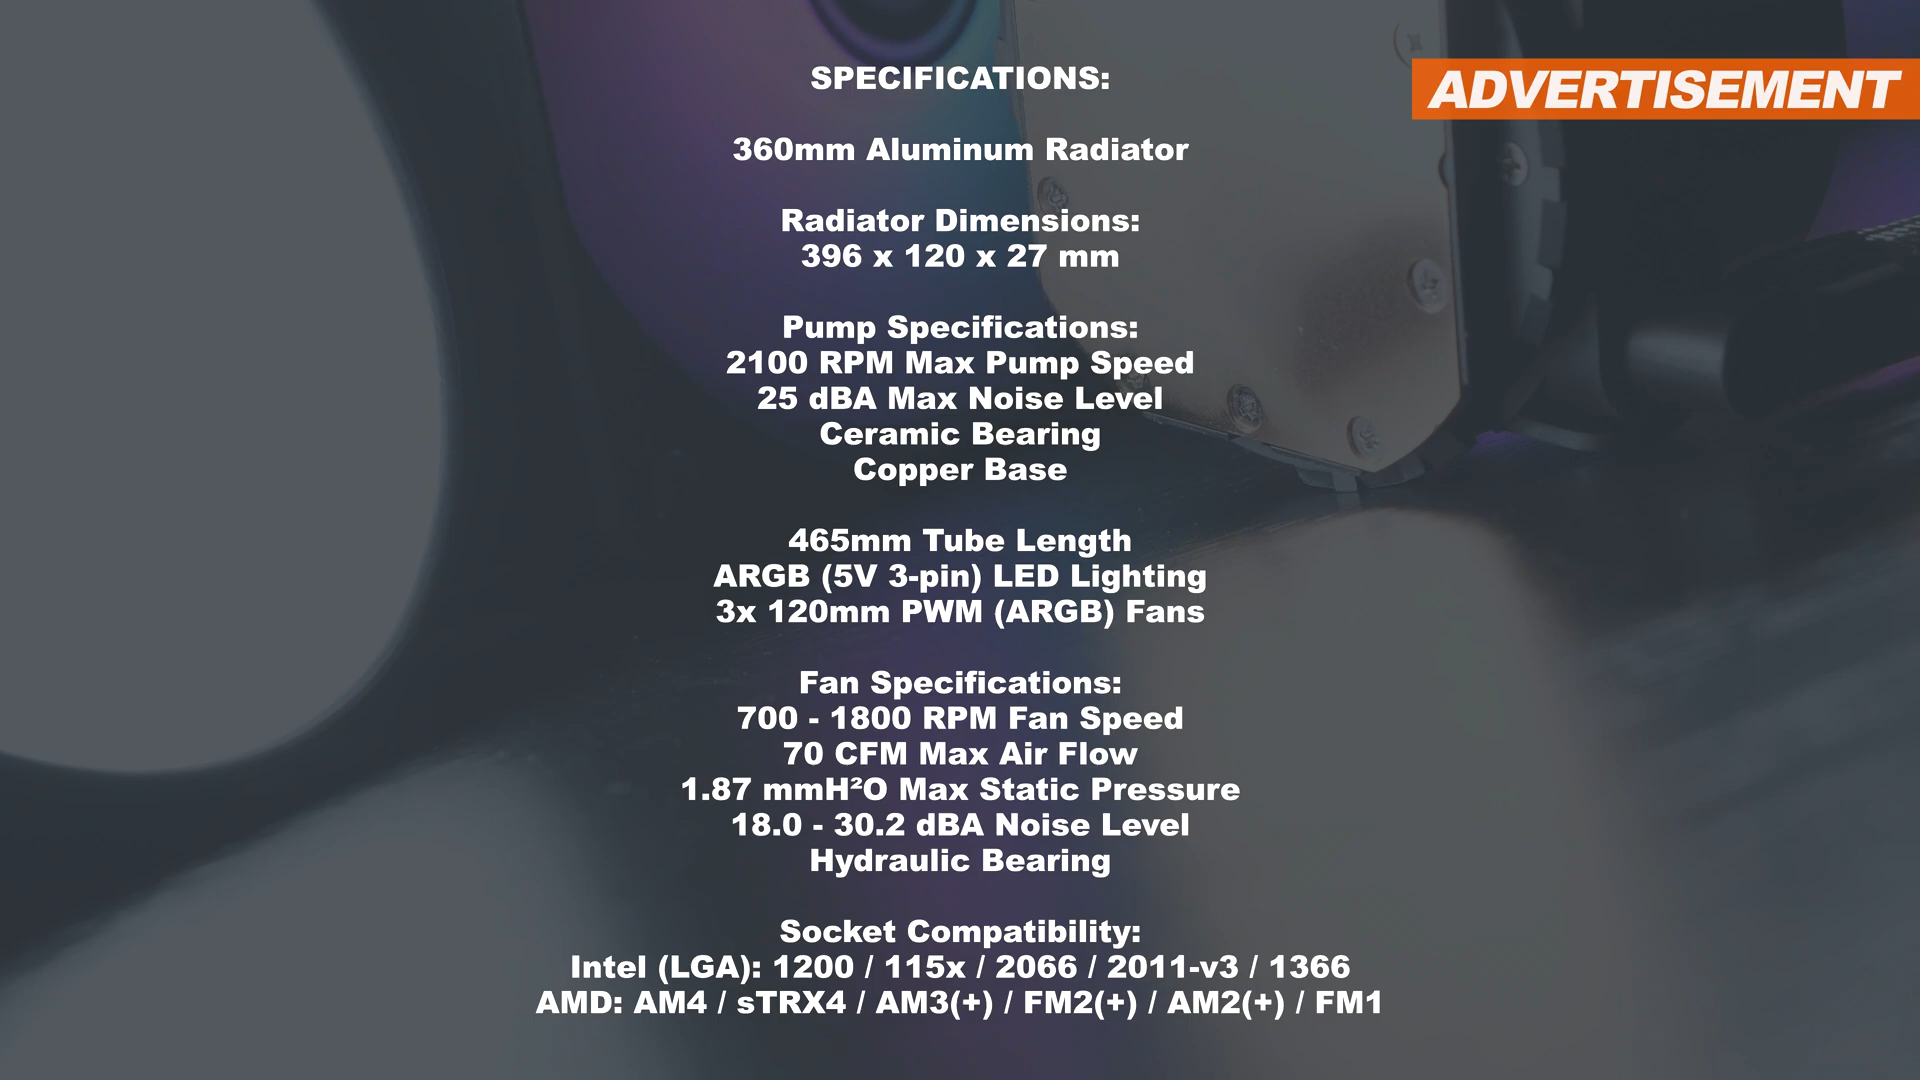 ADVERTISEMENT
SPECIFICATIONS:
360mm Aluminum Radiator
Radiator Dimensions:
396 x 120 x 27 mm
Pump Specifications:
2100 RPM Max Pump Speed
25 dBA Max Noise Level
Ceramic Bearing
Copper Base
465mm Tube Length
ARGB (5V 3-pin) LED Lighting
3x 120mm PWM (ARGB) Fans
Fan Specifications:
700 - 1800 RPM Fan Speed
70 CFM Max Air Flow
1.87 mmH²O Max Static Pressure
18.0 - 30.2 dBA Noise Level
Hydraulic Bearing
Socket Compatibility:
Intel (LGA): 1200 / 115x / 2066 / 2011-v3 / 1366
AMD: AM4 / sTRX4 / AM3(+) / FM2(+) / AM2(+) / FM1